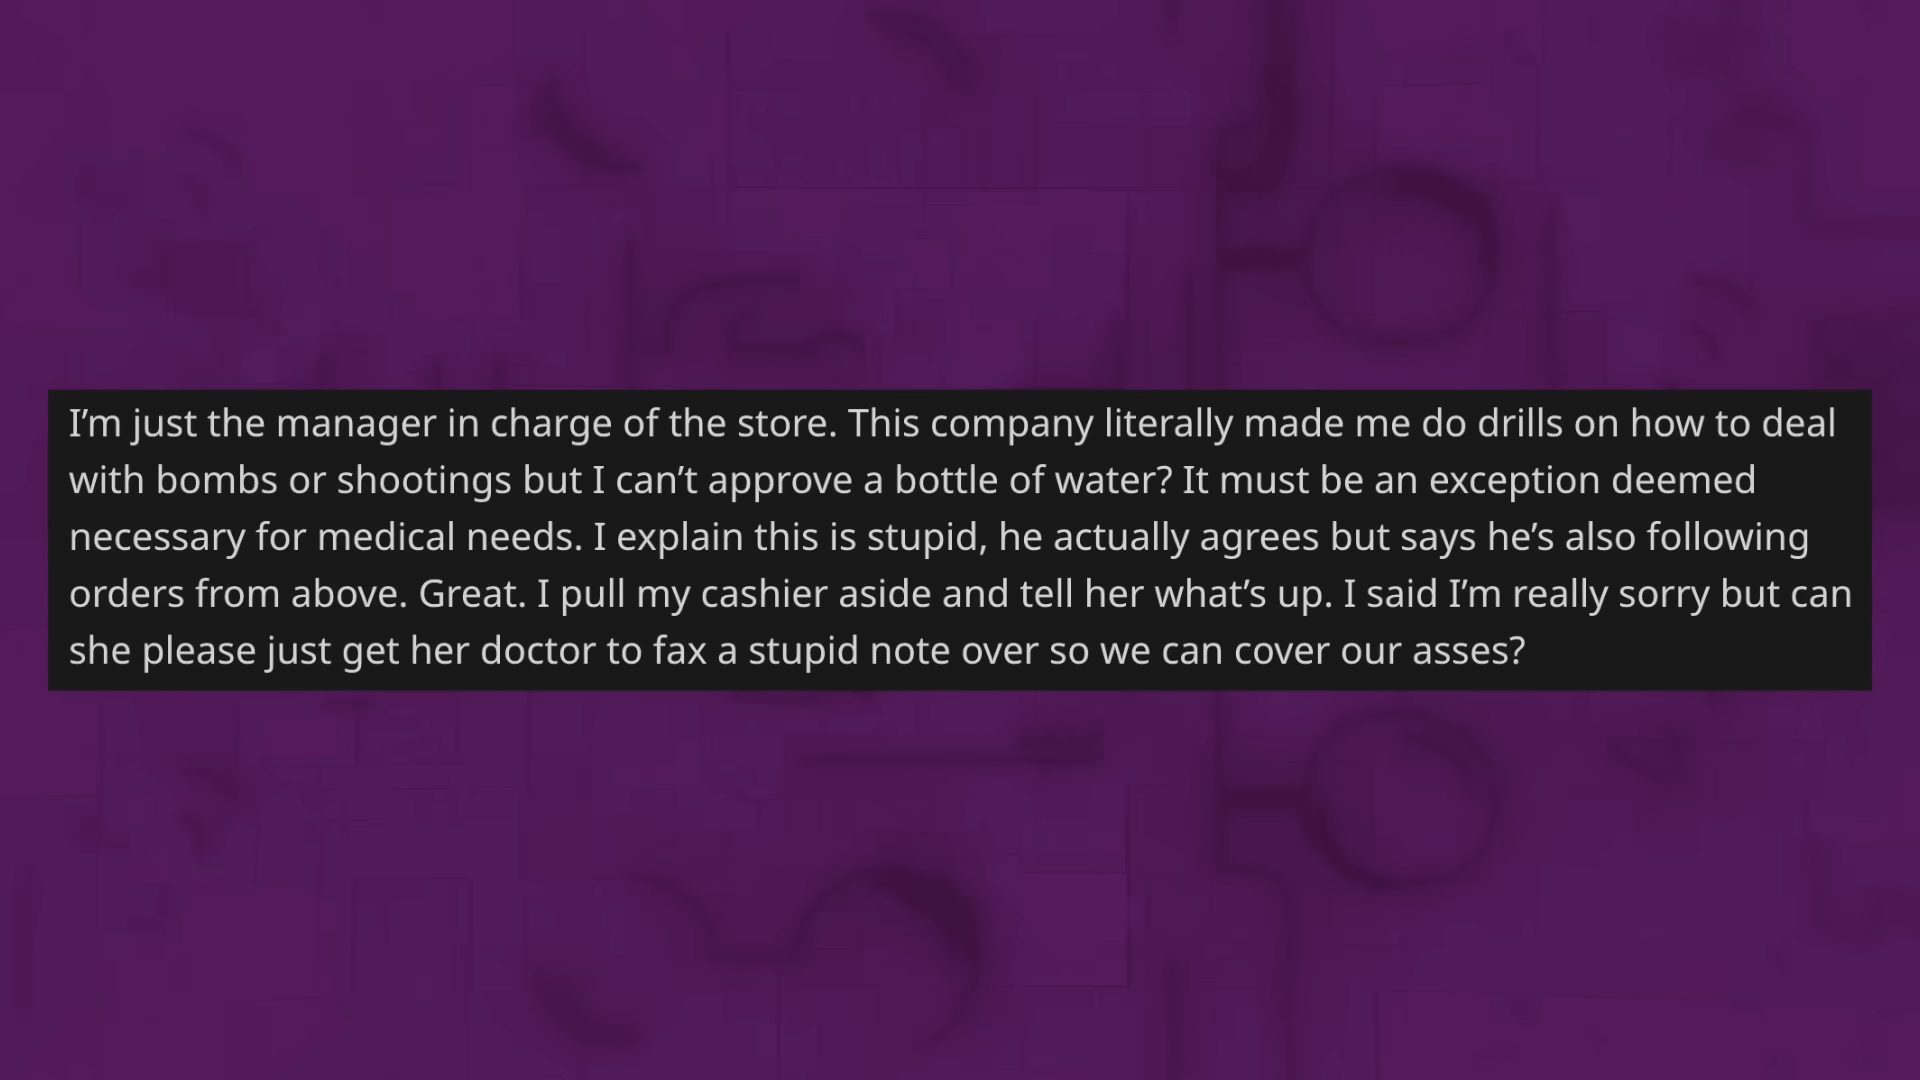 I’m just the manager in charge of the store. This company literally made me do drills on how to deal
with bombs or shootings but I can’t approve a bottle of water? It must be an exception deemed
necessary for medical needs. I explain this is stupid, he actually agrees but says he’s also following
orders from above. Great. I pull my cashier aside and tell her what’s up. I said I’m really sorry but can
she please just get her doctor to fax a stupid note over so we can cover our asses?